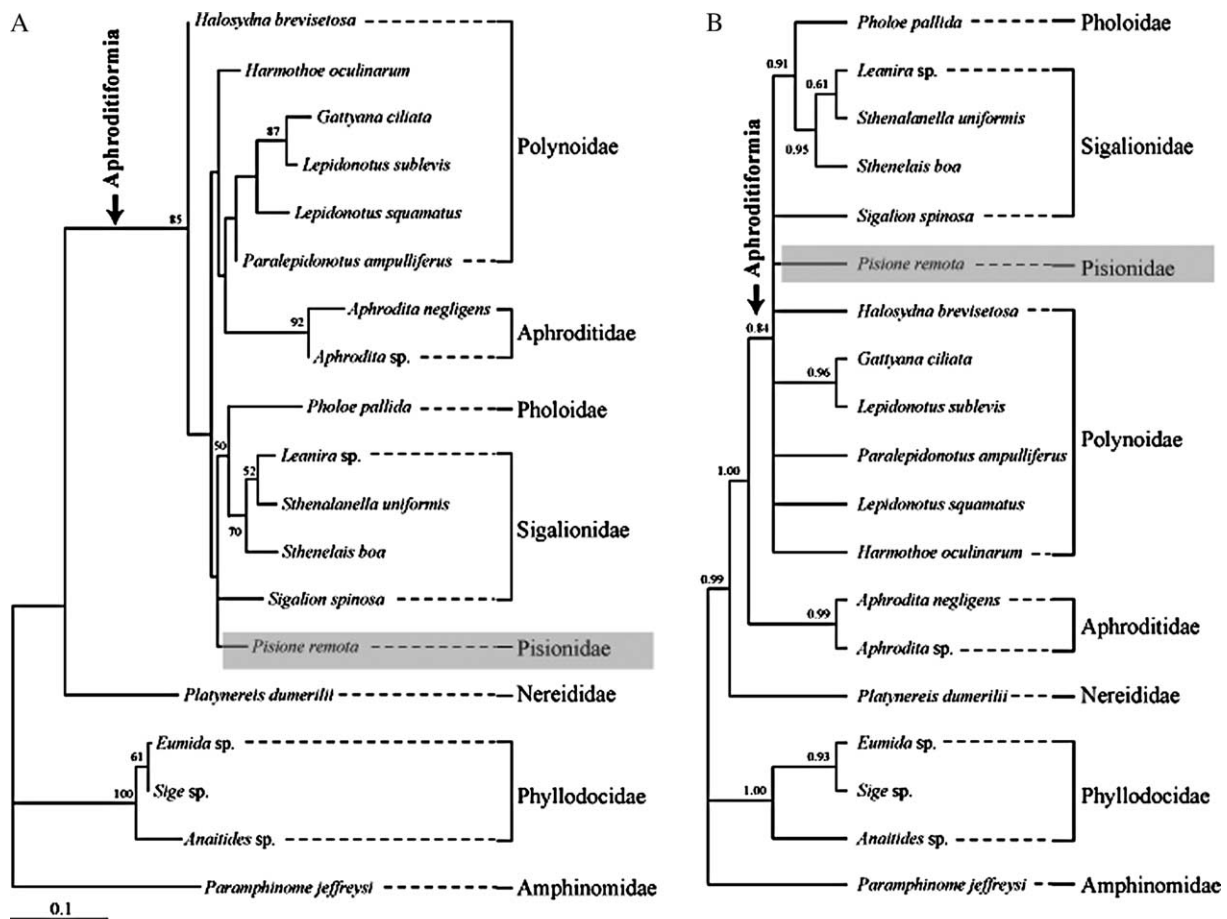 A
Halosydna brevisetosa
Harmothoe oculinarum
87
Gattyana ciliata
Lepidonotus sublevis
Polynoidae
Aphroditiformia
Lepidonotus squamatus
85
Paralepidonotus ampulliferus
92
Aphrodita negligens
Aphroditidae
Aphrodita sp.
Pholoe pallida
Pholoidae
50
52
Leanira sp.
Sthenalanella uniformis
Sigalionidae
70
Sthenelais boa
Sigalion spinosa
Pisione remota
Pisionidae
Platynereis dumerilii
Nereididae
61
Eumida sp.
100
Sige sp.
Phyllodocidae
Anaitides sp.
Paramphinome jeffreysi
Amphinomidae
0.1
B
Pholoe pallida
Pholoidae
0.91
0.61
Leanira sp.
Sthenalanella uniformis
Sigalionidae
0.95
Sthenelais boa
Sigalion spinosa
Aphroditiformia
Pisione remota
Pisionidae
Halosydna brevisetosa
0.84
Gattyana ciliata
0.96
Lepidonotus sublevis
Polynoidae
1.00
Paralepidonotus ampulliferus
Lepidonotus squamatus
Harmothoe oculinarum
0.99
Aphrodita negligens
0.99
Aphroditidae
Aphrodita sp.
Platynereis dumerilii
Nereididae
0.93
Eumida sp.
1.00
Sige sp.
Phyllodocidae
Anaitides sp.
Paramphinome jeffreysi
Amphinomidae